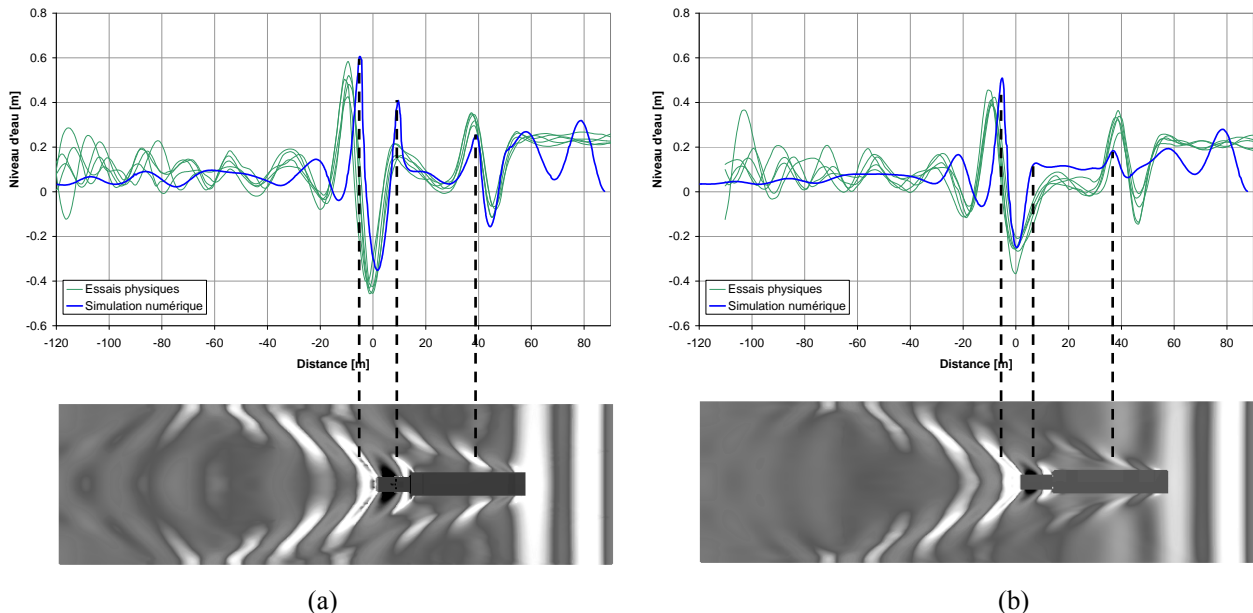 0.8
0.6
0.4
0.2
0
-0.2
-0.4
-0.6
Niveau d'eau [m]
-120 -100 -80 -60 -40 -20 0 20 40 60 80
Distance [m]
Essais physiques
Simulation numérique
0.8
0.6
0.4
0.2
0
-0.2
-0.4
-0.6
Niveau d'eau [m]
-120 -100 -80 -60 -40 -20 0 20 40 60 80
Distance [m]
Essais physiques
Simulation numérique
(a)
(b)